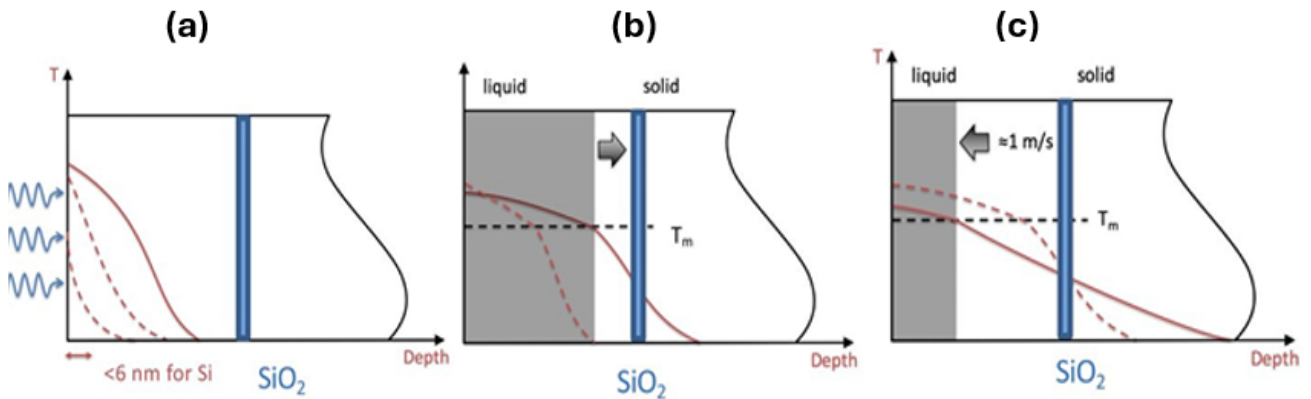 (a)
T
<6 nm for Si
SiO₂
Depth
(b)
liquid
solid
Tₘ
SiO₂
Depth
(c)
T
liquid
solid
≈1 m/s
Tₘ
SiO₂
Depth